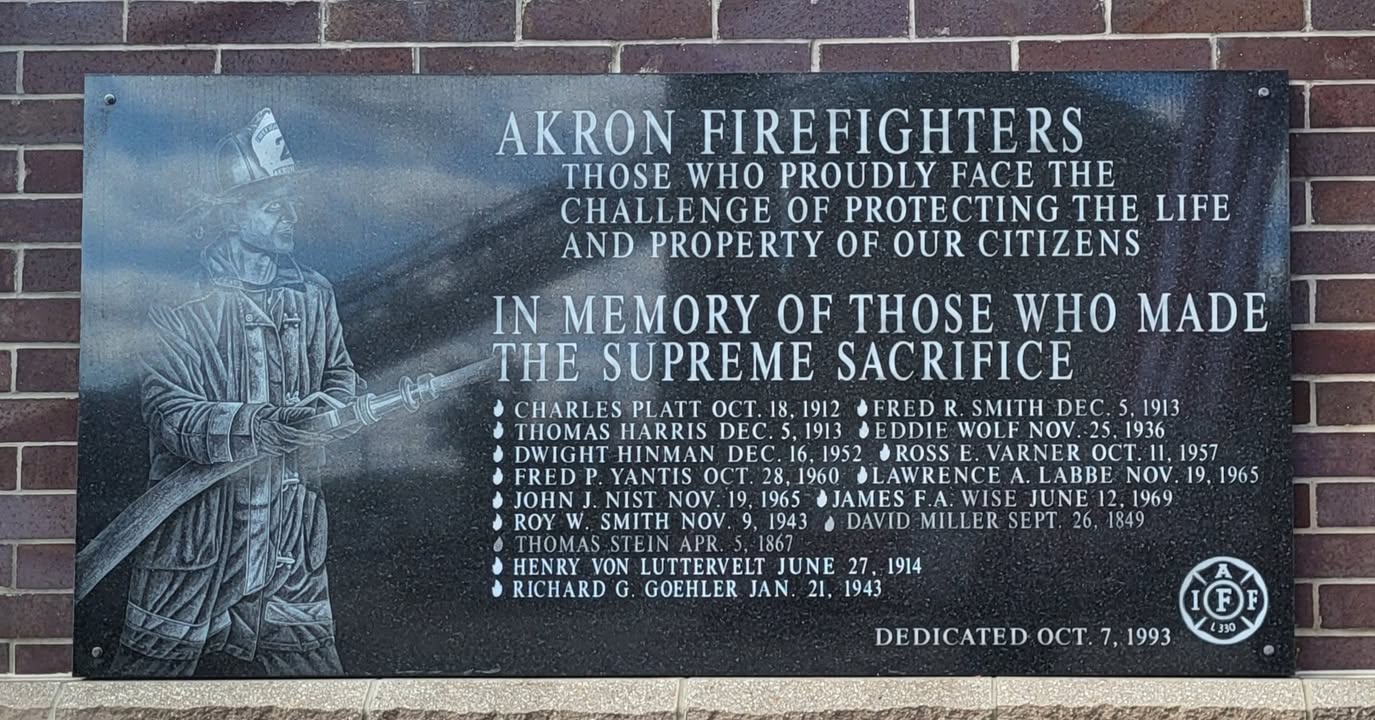 AKRON FIREFIGHTERS
THOSE WHO PROUDLY FACE THE
CHALLENGE OF PROTECTING THE LIFE
AND PROPERTY OF OUR CITIZENS
IN MEMORY OF THOSE WHO MADE
THE SUPREME SACRIFICE
CHARLES PLATT OCT. 18, 1912 FRED R. SMITH DEC. 5, 1913
THOMAS HARRIS DEC. 5, 1913 EDDIE WOLF NOV. 25, 1936
DWIGHT HINMAN DEC. 16, 1952 ROSS E. VARNER OCT. 11, 1957
FRED P. YANTIS OCT. 28, 1960 LAWRENCE A. LABBE NOV. 19, 1965
JOHN J. NIST NOV. 19, 1965 JAMES F.A. WISE JUNE 12, 1969
ROY W. SMITH NOV. 9, 1943 DAVID MILLER SEPT. 26, 1849
THOMAS STEIN APR. 5, 1867
HENRY VON LUTTERVELT JUNE 27, 1914
RICHARD G. GOEHLER JAN. 21, 1943
DEDICATED OCT. 7, 1993
A
I F F
L 330
2